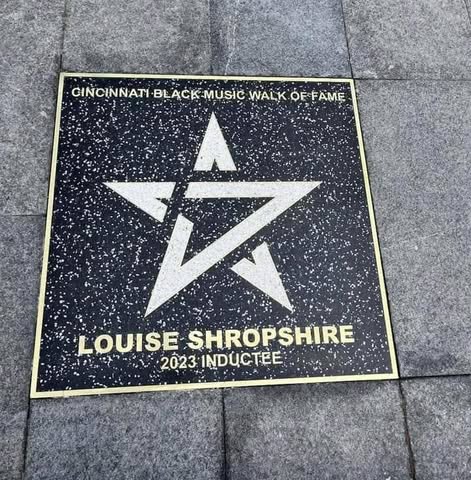 CINCINNATI BLACK MUSIC WALK OF FAME
LOUISE SHROPSHIRE
2023 INDUCTEE